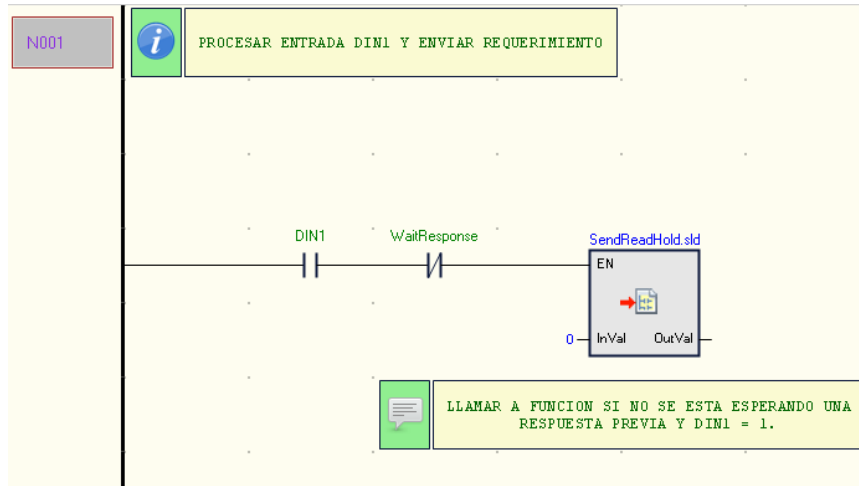 N001
PROCESAR ENTRADA DIN1 Y ENVIAR REQUERIMIENTO
DIN1
WaitResponse
SendReadHold.sld
EN
0
InVal
OutVal
LLAMAR A FUNCION SI NO SE ESTA ESPERANDO UNA
RESPUESTA PREVIA Y DIN1 = 1.